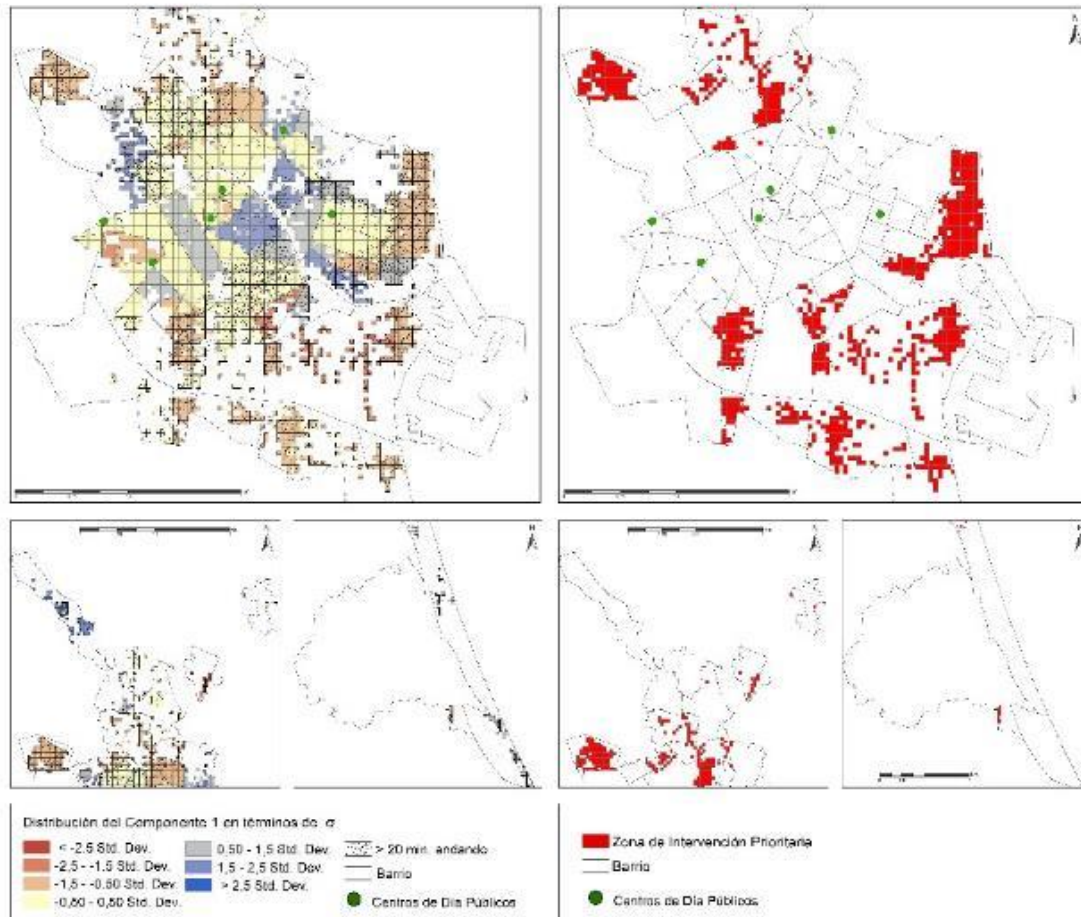 Distribución del Componente 1 en términos de σ
< -2.5 Std. Dev.
-2,5 - -1.5 Std. Dev.
-1,5 - -0.50 Std. Dev.
-0,50 - 0,50 Std. Dev.
0,50 - 1,5 Std. Dev.
1,5 - 2,5 Std. Dev.
> 2,5 Std. Dev.
> 20 min. andando
Barrio
Centros de Día Públicos
Zona de Intervención Prioritaria
Barrio
Centros de Día Públicos